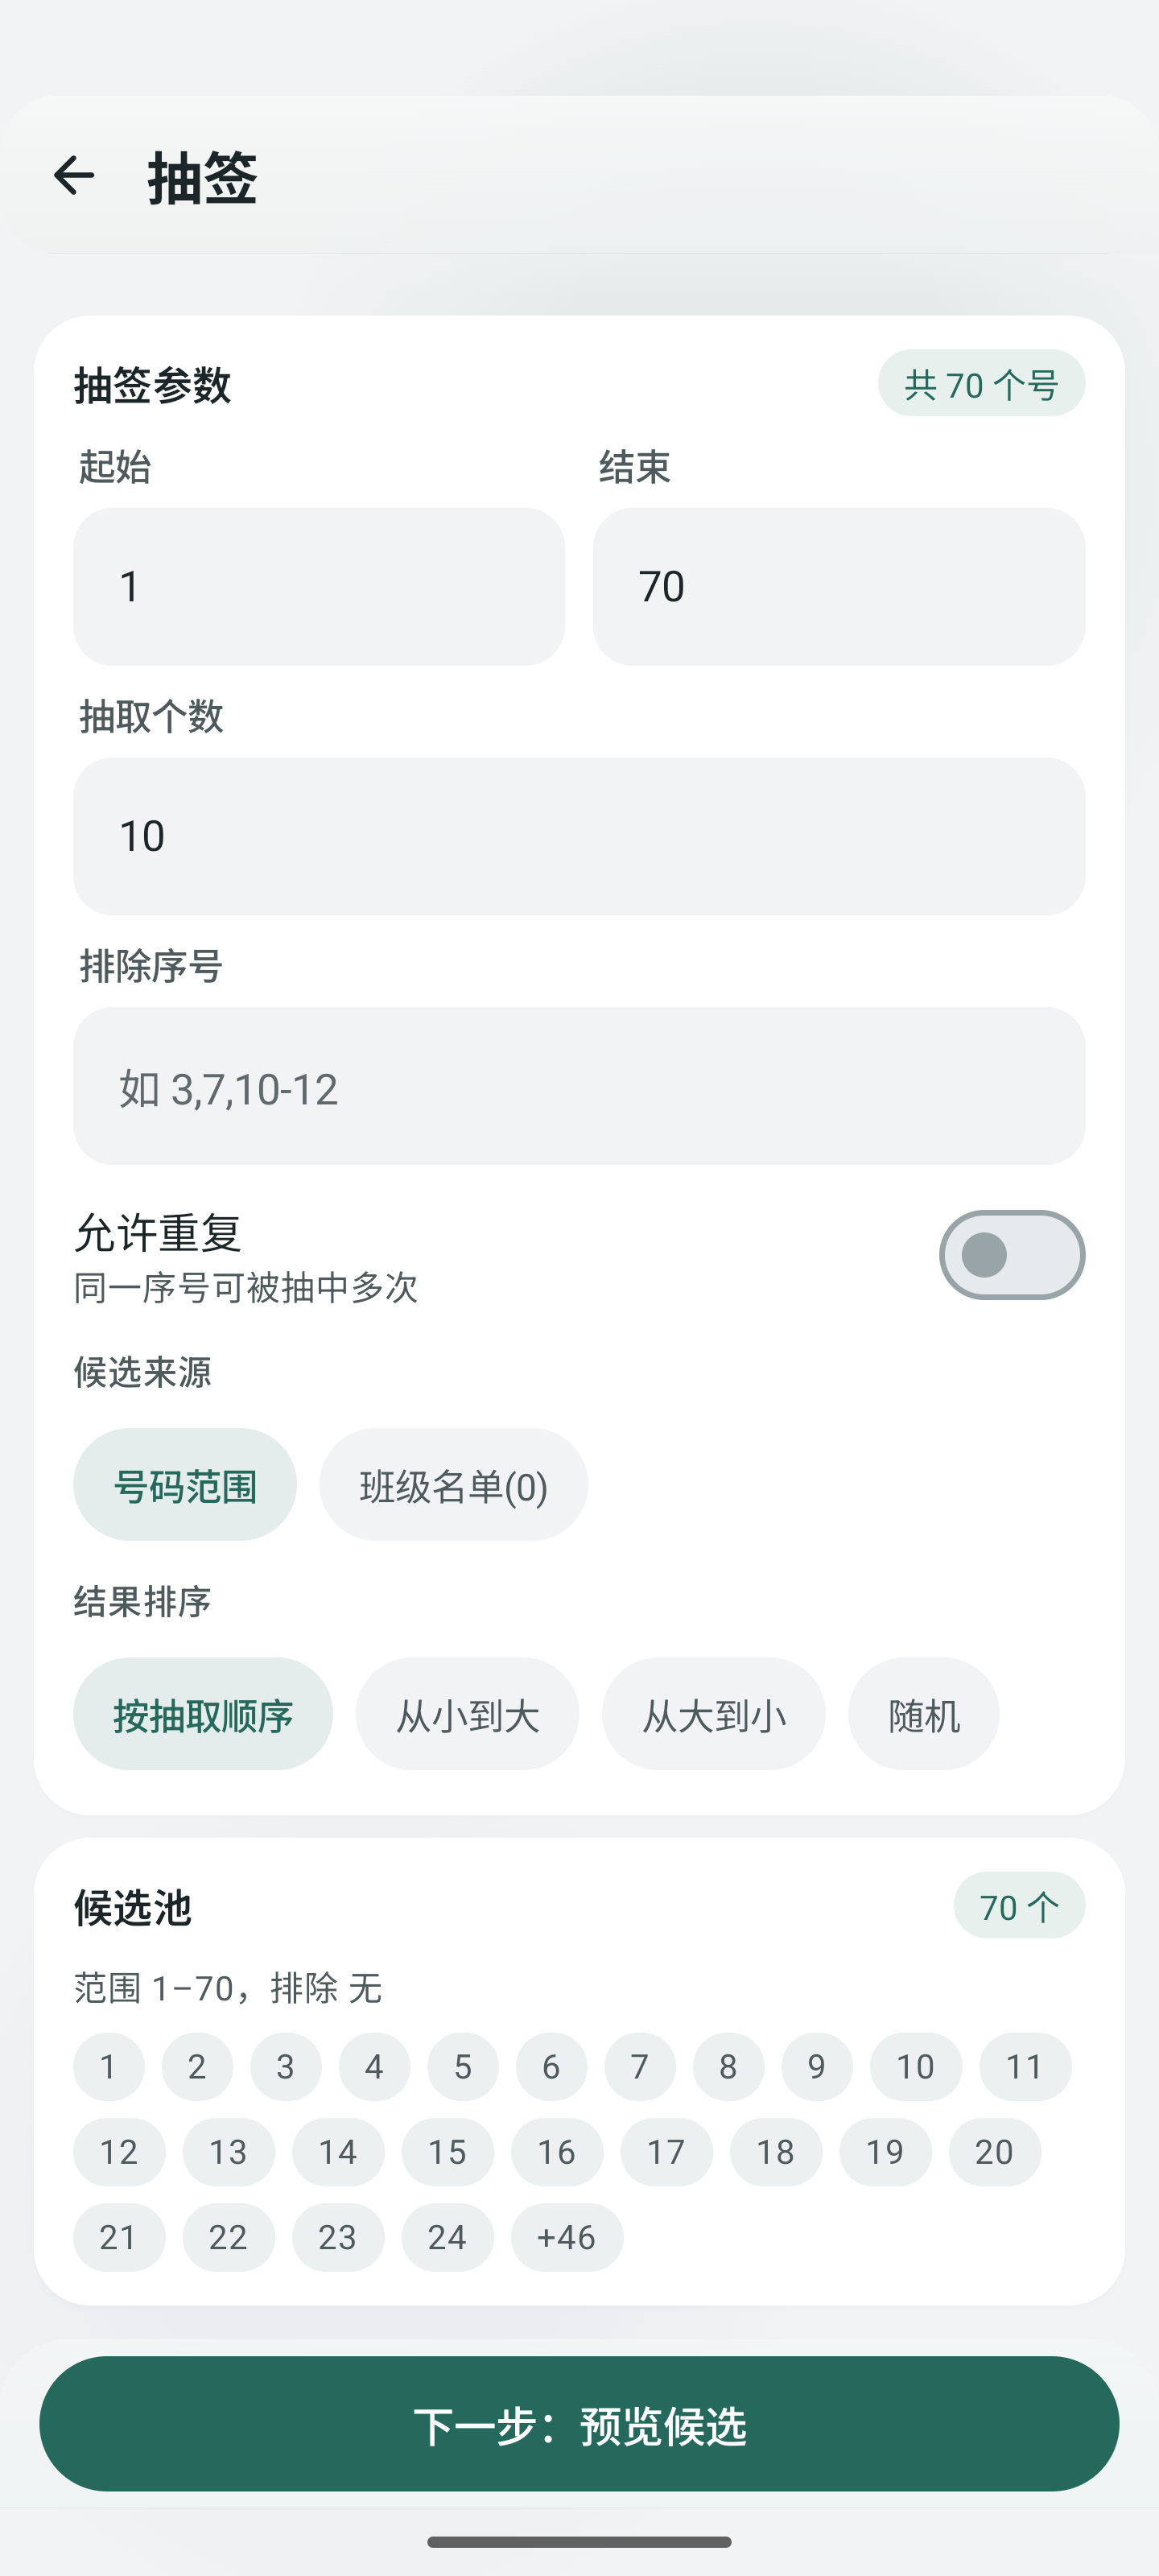 抽签
抽签参数 共 70 个号
起始 结束
1 70
抽取个数
10
排除序号
如 3,7,10-12
允许重复
同一序号可被抽中多次
候选来源
号码范围 班级名单(0)
结果排序
按抽取顺序 从小到大 从大到小 随机
候选池 70 个
范围 1–70，排除 无
1 2 3 4 5 6 7 8 9 10 11
12 13 14 15 16 17 18 19 20
21 22 23 24 +46
下一步：预览候选